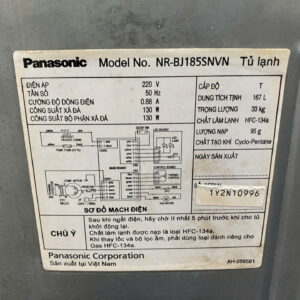 Panasonic Model No. NR-BJ185SNVN Tủ lạnh
ĐIỆN ÁP 220 V
TẦN SỐ 50 Hz
CƯỜNG ĐỘ DÒNG ĐIỆN 0.88 A
CÔNG SUẤT XẢ ĐÁ 130 W
CÔNG SUẤT BỘ PHẬN XẢ ĐÁ 130 W
CẤP ĐỘ T
DUNG TÍCH TỊNH 167 L
TRỌNG LƯỢNG 33 kg
CHẤT LÀM LẠNH HFC-134a
LƯỢNG NẠP 95 g
CHẤT TẠO KHÍ Cyclo-Pentane
NGÀY SẢN XUẤT
1Y2N10996
SƠ ĐỒ MẠCH ĐIỆN
CHÚ Ý
Sau khi ngắt điện, hãy chờ ít nhất 5 phút trước khi cho tủ
khởi động lại.
Chất làm lạnh được nạp là HFC-134a.
Khi thay lốc và bộ lọc ẩm, phải dùng loại dành riêng cho
Gas HFC-134a.
Panasonic Corporation
Sản xuất tại Việt Nam